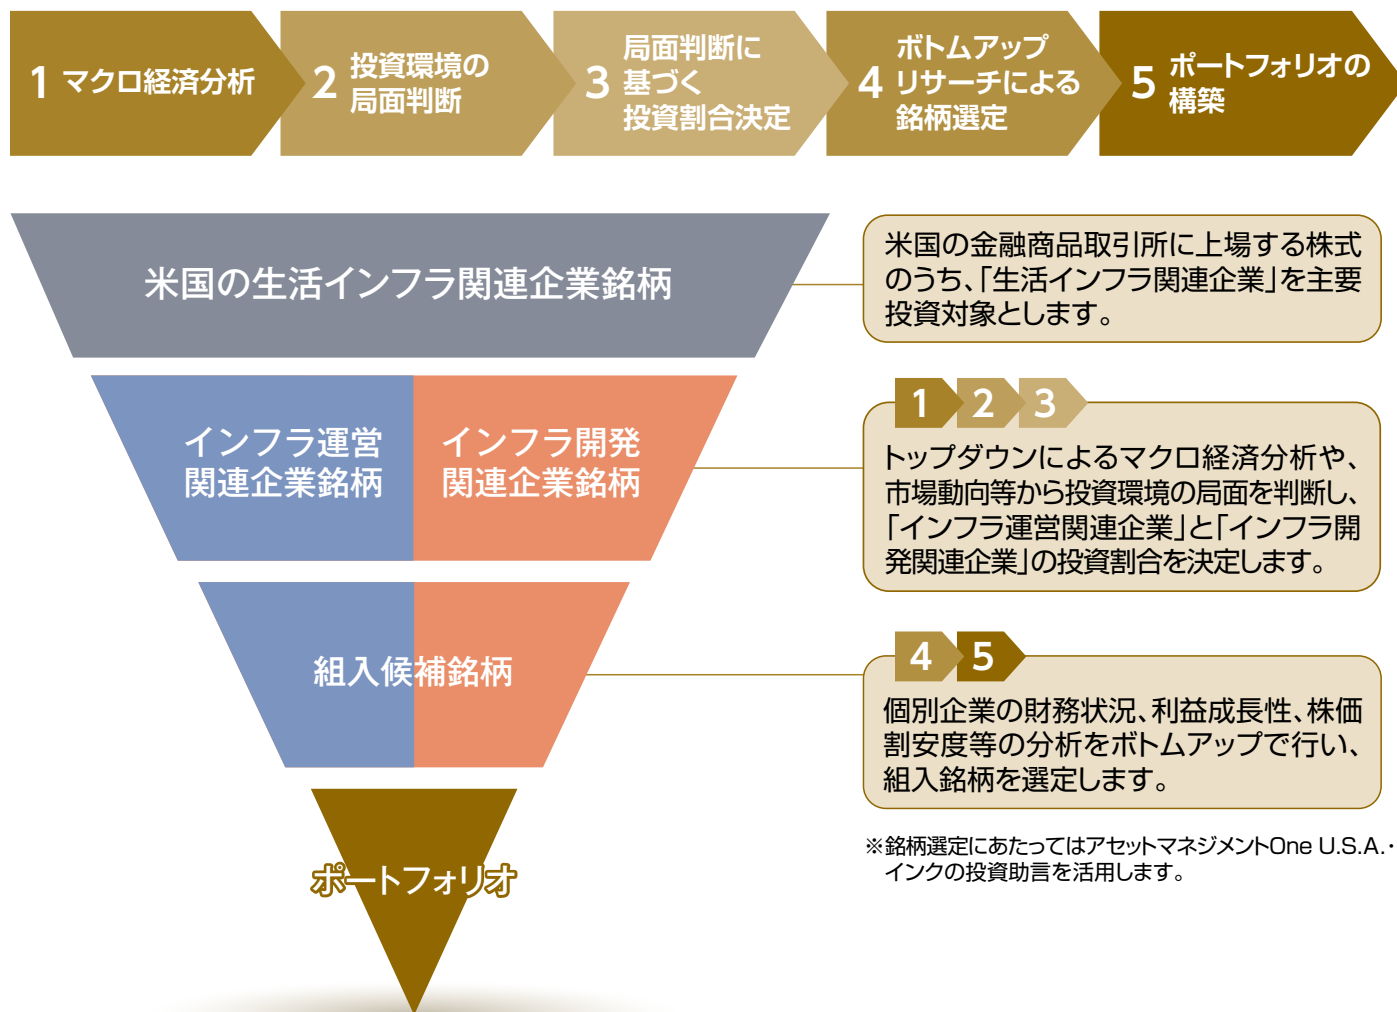 1 マクロ経済分析
2 投資環境の
局面判断
3 局面判断に
基づく
投資割合決定
4 ボトムアップ
リサーチによる
銘柄選定
5 ポートフォリオの
構築
米国の生活インフラ関連企業銘柄
米国の金融商品取引所に上場する株式
のうち、「生活インフラ関連企業」を主要
投資対象とします。
インフラ運営
関連企業銘柄
インフラ開発
関連企業銘柄
1 2 3
トップダウンによるマクロ経済分析や、
市場動向等から投資環境の局面を判断し、
「インフラ運営関連企業」と「インフラ開
発関連企業」の投資割合を決定します。
組入候補銘柄
4 5
個別企業の財務状況、利益成長性、株価
割安度等の分析をボトムアップで行い、
組入銘柄を選定します。
※銘柄選定にあたってはアセットマネジメントOne U.S.A.・
インクの投資助言を活用します。
ポートフォリオ